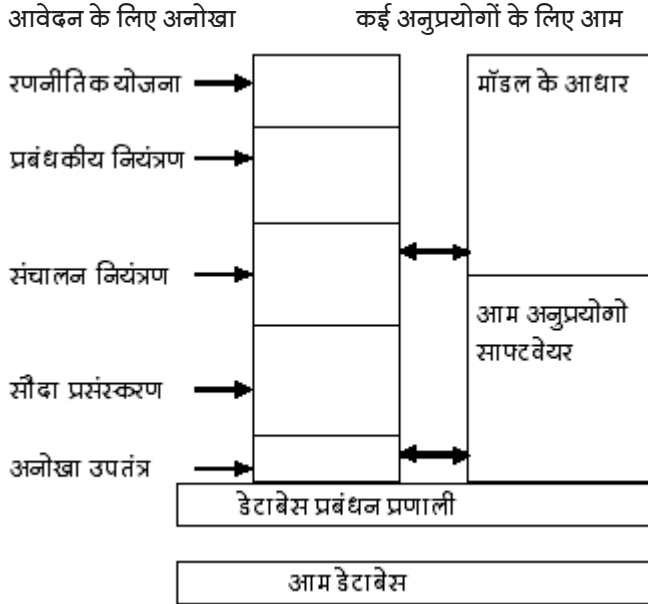 आवेदन के लिए अनोखा
कई अनुप्रयोगों के लिए आम
रणनीतिक योजना
मॉडल के आधार
प्रबंधकीय नियंत्रण
संचालन नियंत्रण
आम अनुप्रयोगो
साफ्टवेयर
सौदा प्रसंस्करण
अनोखा उपतंत्र
डेटाबेस प्रबंधन प्रणाली
आम डेटाबेस